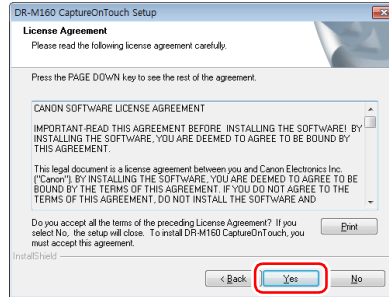 DR-M160 CaptureOnTouch Setup
License Agreement
Please read the following license agreement carefully.
Press the PAGE DOWN key to see the rest of the agreement.
CANON SOFTWARE LICENSE AGREEMENT
IMPORTANT-READ THIS AGREEMENT BEFORE INSTALLING THE SOFTWARE! BY
INSTALLING THE SOFTWARE, YOU ARE DEEMED TO AGREE TO BE BOUND BY
THIS AGREEMENT.
This legal document is a license agreement between you and Canon Electronics Inc.
("Canon"). BY INSTALLING THE SOFTWARE, YOU ARE DEEMED TO AGREE TO BE
BOUND BY THE TERMS OF THIS AGREEMENT. IF YOU DO NOT AGREE TO THE
TERMS OF THIS AGREEMENT, DO NOT INSTALL THE SOFTWARE AND
Do you accept all the terms of the preceding License Agreement? If you
select No, the setup will close. To install DR-M160 CaptureOnTouch, you
must accept this agreement.
Print
InstallShield
< Back
Yes
No